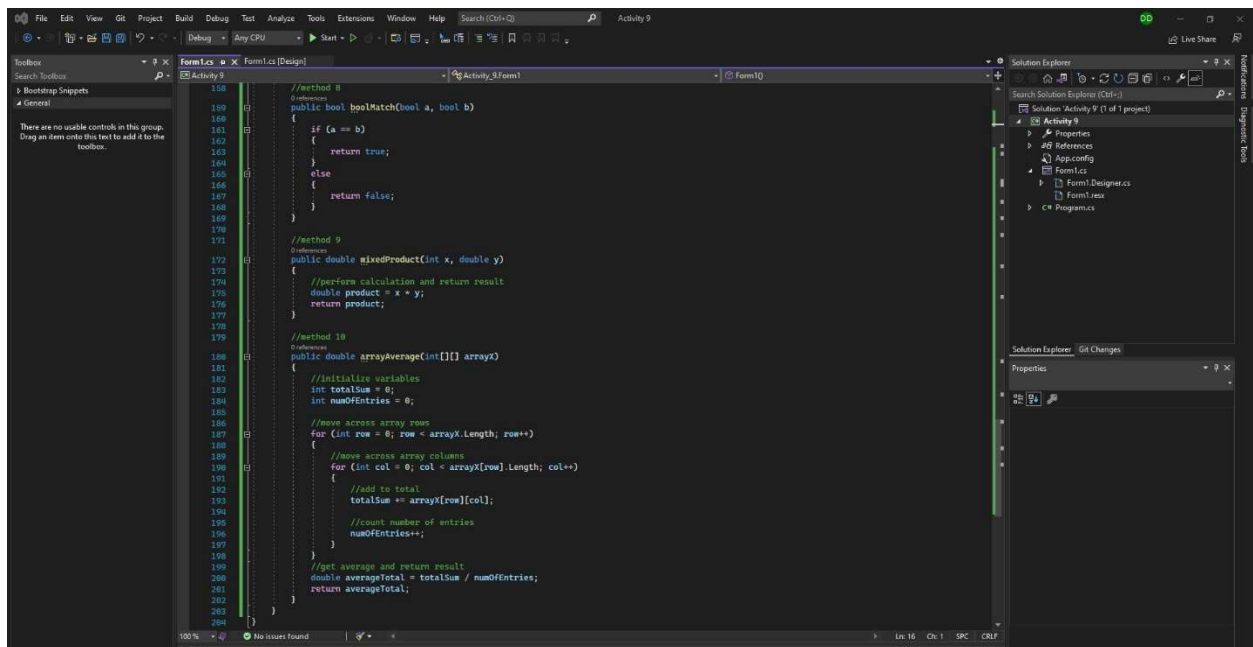 File Edit View Git Project Build Debug Test Analyze Tools Extensions Window Help Search (Ctrl+Q) Activity 9 DD
Debug Any CPU Start Live Share
Toolbox
Search Toolbox
Bootstrap Snippets
General
There are no usable controls in this group.
Drag an item onto this text to add it to the
toolbox.
Form1.cs Form1.cs [Design]
Activity 9 Activity_9.Form1 Form1()
158 //method 8
0 references
159 public bool boolMatch(bool a, bool b)
160 {
161 if (a == b)
162 {
163 return true;
164 }
165 else
166 {
167 return false;
168 }
169 }
170
171 //method 9
0 references
172 public double mixedProduct(int x, double y)
173 {
174 //perform calculation and return result
175 double product = x * y;
176 return product;
177 }
178
179 //method 10
0 references
180 public double arrayAverage(int[][] arrayX)
181 {
182 //initialize variables
183 int totalSum = 0;
184 int numOfEntries = 0;
185
186 //move across array rows
187 for (int row = 0; row < arrayX.Length; row++)
188 {
189 //move across array columns
190 for (int col = 0; col < arrayX[row].Length; col++)
191 {
192 //add to total
193 totalSum += arrayX[row][col];
194
195 //count number of entries
196 numOfEntries++;
197 }
198 }
199 //get average and return result
200 double averageTotal = totalSum / numOfEntries;
201 return averageTotal;
202 }
203 }
204 }
100 % No issues found Ln: 16 Ch: 1 SPC CRLF
Solution Explorer
Search Solution Explorer (Ctrl+;)
Solution 'Activity 9' (1 of 1 project)
Activity 9
Properties
References
App.config
Form1.cs
Form1.Designer.cs
Form1.resx
C# Program.cs
Solution Explorer Git Changes
Properties
Notifications
Diagnostic Tools